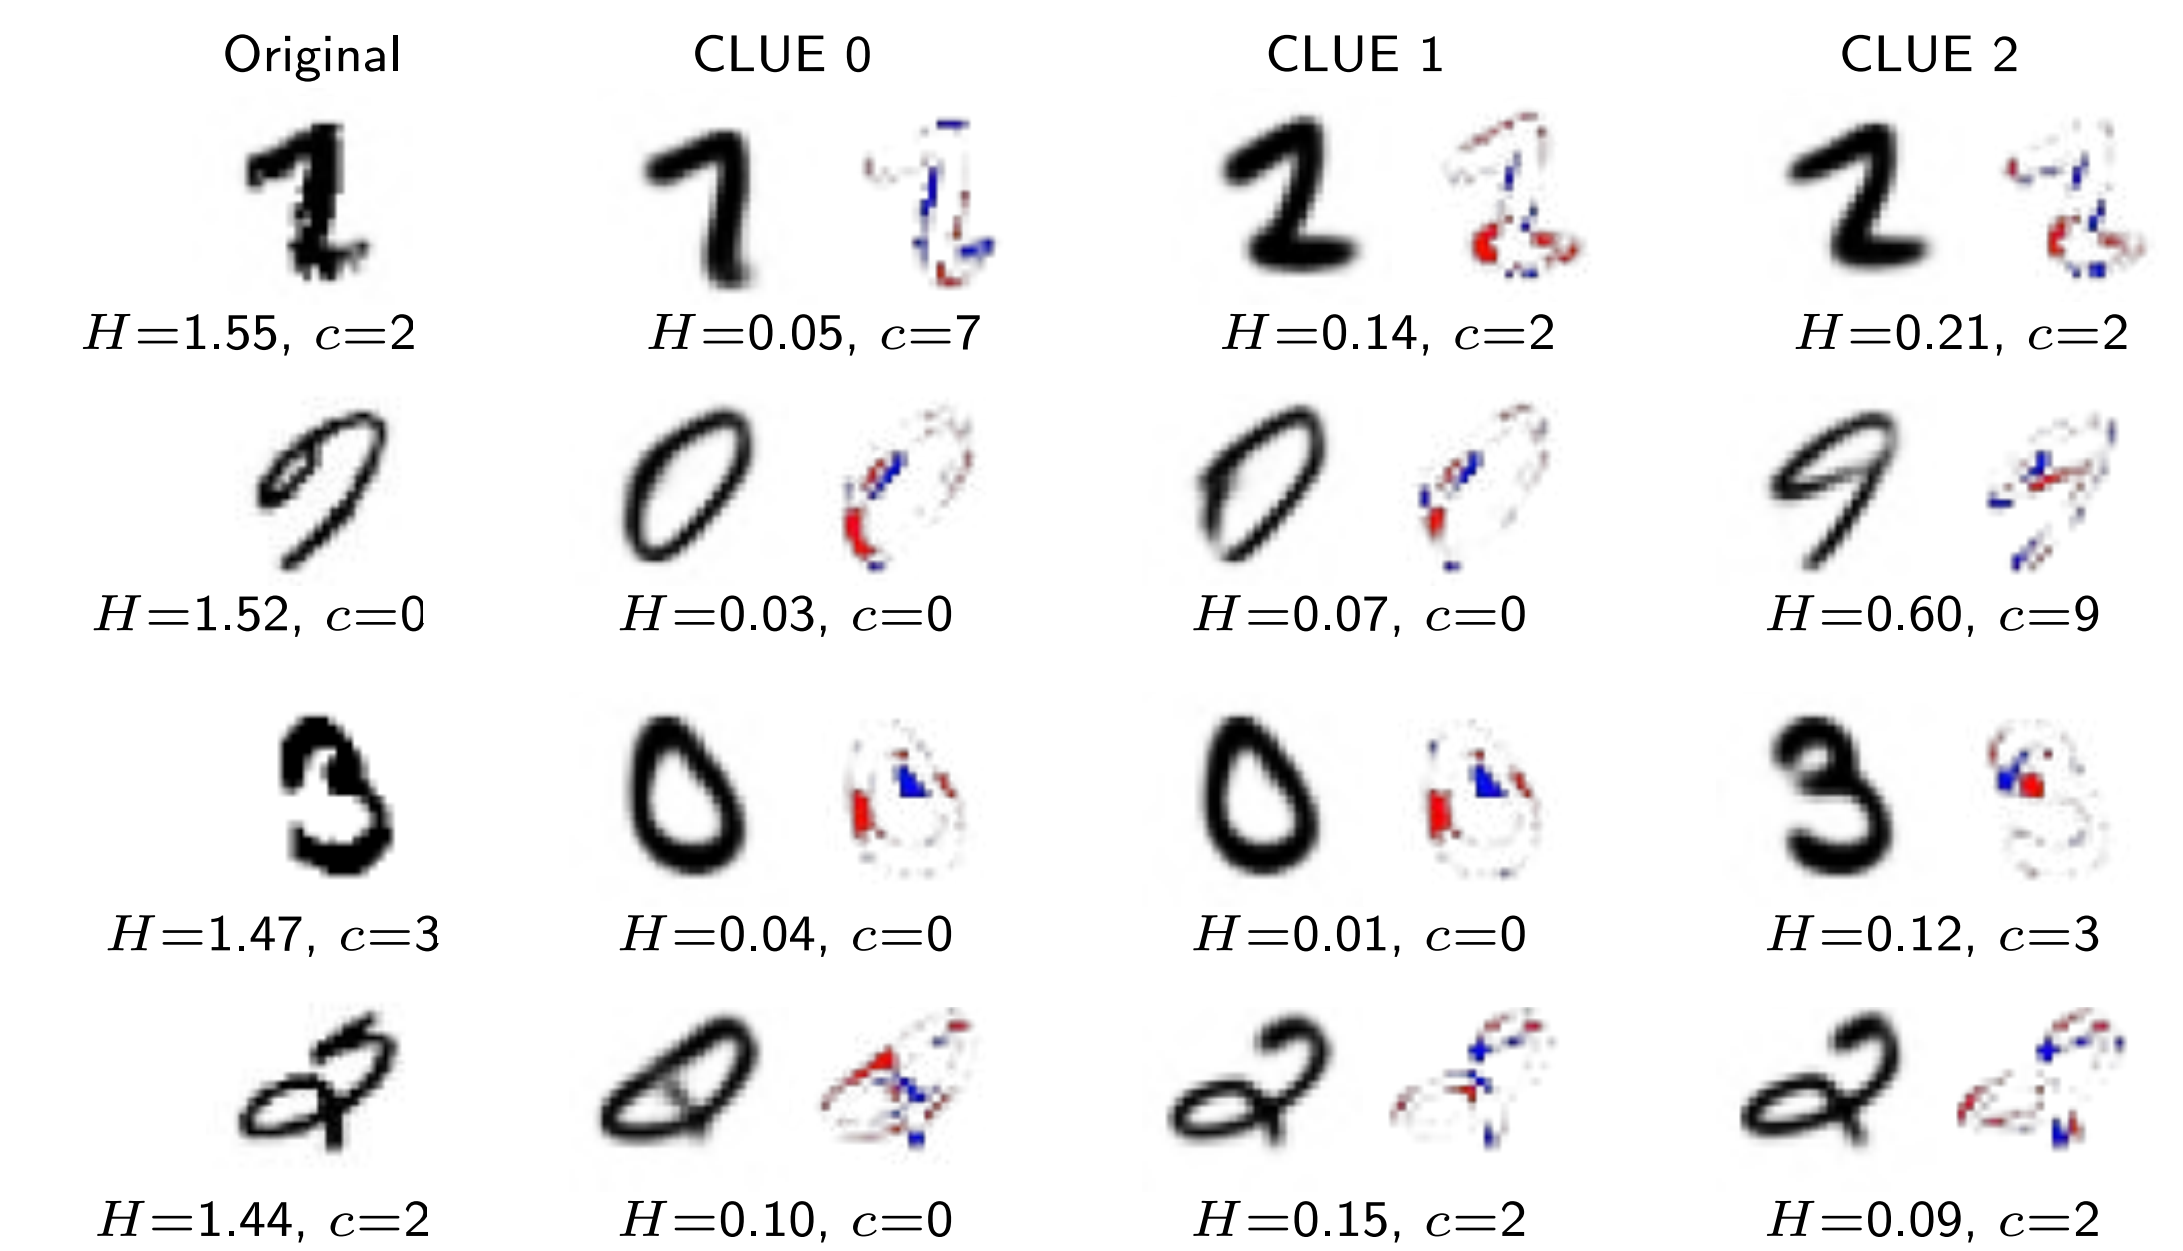 Original CLUE 0 CLUE 1 CLUE 2
H=1.55, c=2 H=0.05, c=7 H=0.14, c=2 H=0.21, c=2
H=1.52, c=0 H=0.03, c=0 H=0.07, c=0 H=0.60, c=9
H=1.47, c=3 H=0.04, c=0 H=0.01, c=0 H=0.12, c=3
H=1.44, c=2 H=0.10, c=0 H=0.15, c=2 H=0.09, c=2